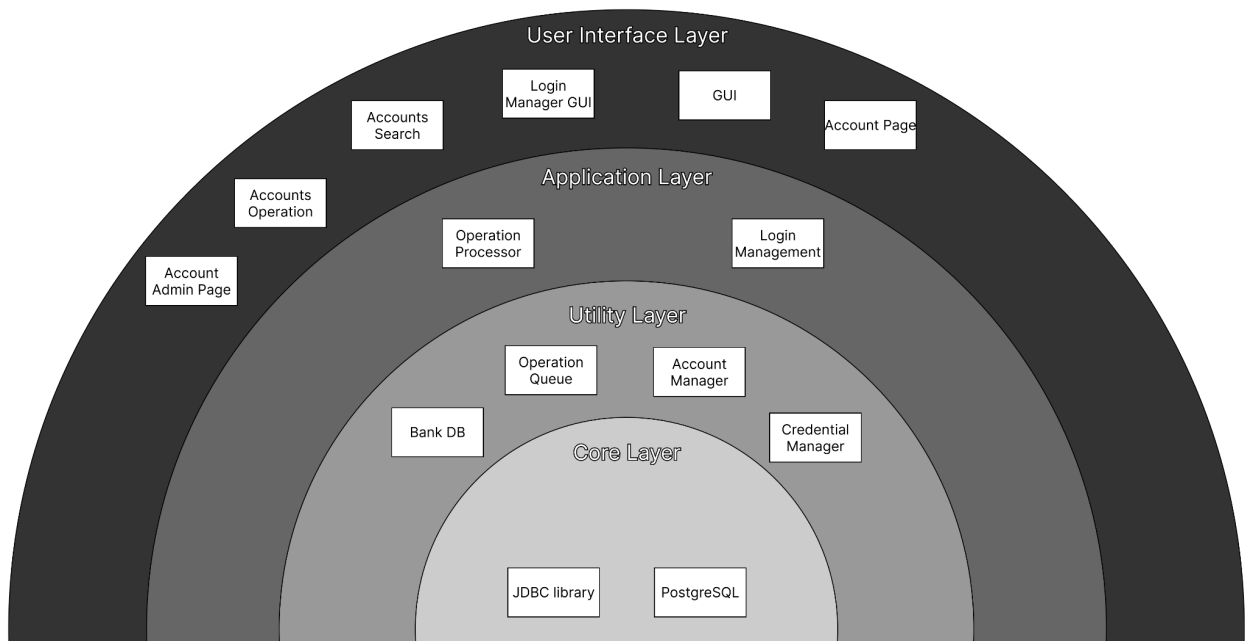 User Interface Layer
Login
Manager GUI
GUI
Accounts
Search
Account Page
Accounts
Operation
Account
Admin Page
Application Layer
Operation
Processor
Login
Management
Utility Layer
Operation
Queue
Account
Manager
Bank DB
Credential
Manager
Core Layer
JDBC library
PostgreSQL